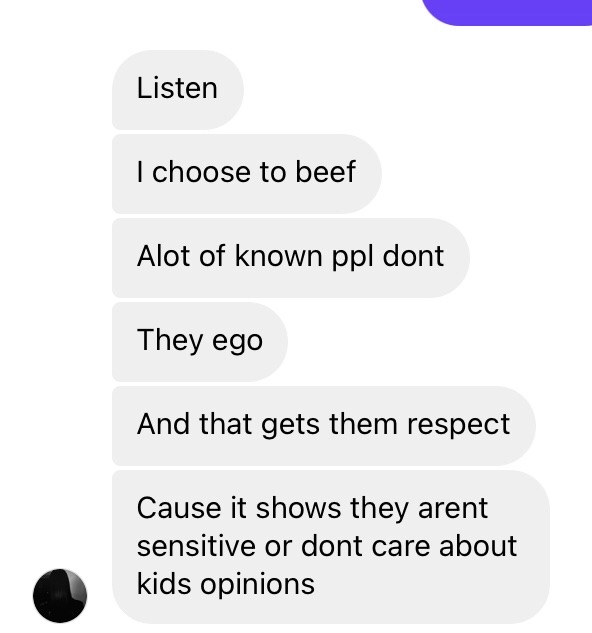 Listen
I choose to beef
Alot of known ppl dont
They ego
And that gets them respect
Cause it shows they arent
sensitive or dont care about
kids opinions